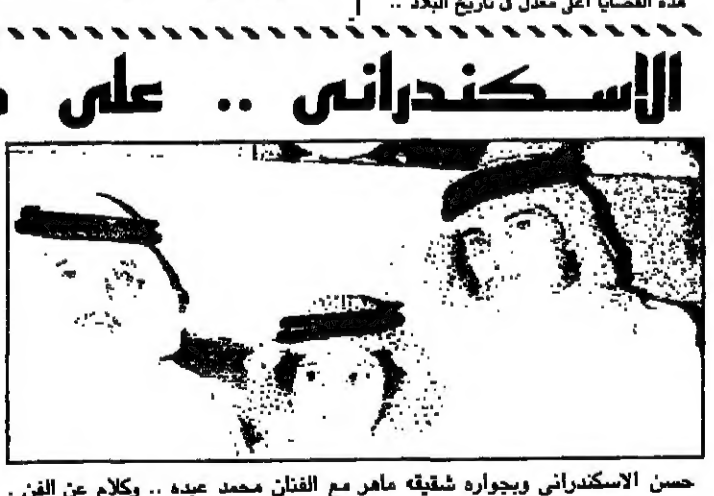 هذه القضايا أعلى معدل في تاريخ البلاد ..
الاسكندرانى .. على
حسن الاسكندراني وبجواره شقيقه ماهر مع الفنان محمد عبده .. وكلام عن الفن .